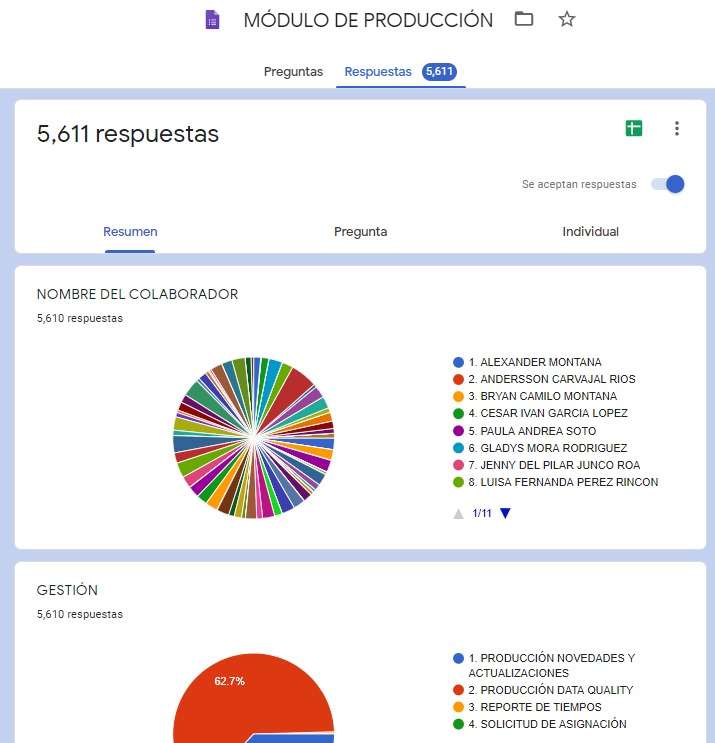 MÓDULO DE PRODUCCIÓN
Preguntas
Respuestas
5,611
5,611 respuestas
Se aceptan respuestas
Resumen
Pregunta
Individual
NOMBRE DEL COLABORADOR
5,610 respuestas
1. ALEXANDER MONTANA
2. ANDERSSON CARVAJAL RIOS
3. BRYAN CAMILO MONTANA
4. CESAR IVAN GARCIA LOPEZ
5. PAULA ANDREA SOTO
6. GLADYS MORA RODRIGUEZ
7. JENNY DEL PILAR JUNCO ROA
8. LUISA FERNANDA PEREZ RINCON
1/11
GESTIÓN
5,610 respuestas
62.7%
1. PRODUCCIÓN NOVEDADES Y
ACTUALIZACIONES
2. PRODUCCIÓN DATA QUALITY
3. REPORTE DE TIEMPOS
4. SOLICITUD DE ASIGNACIÓN